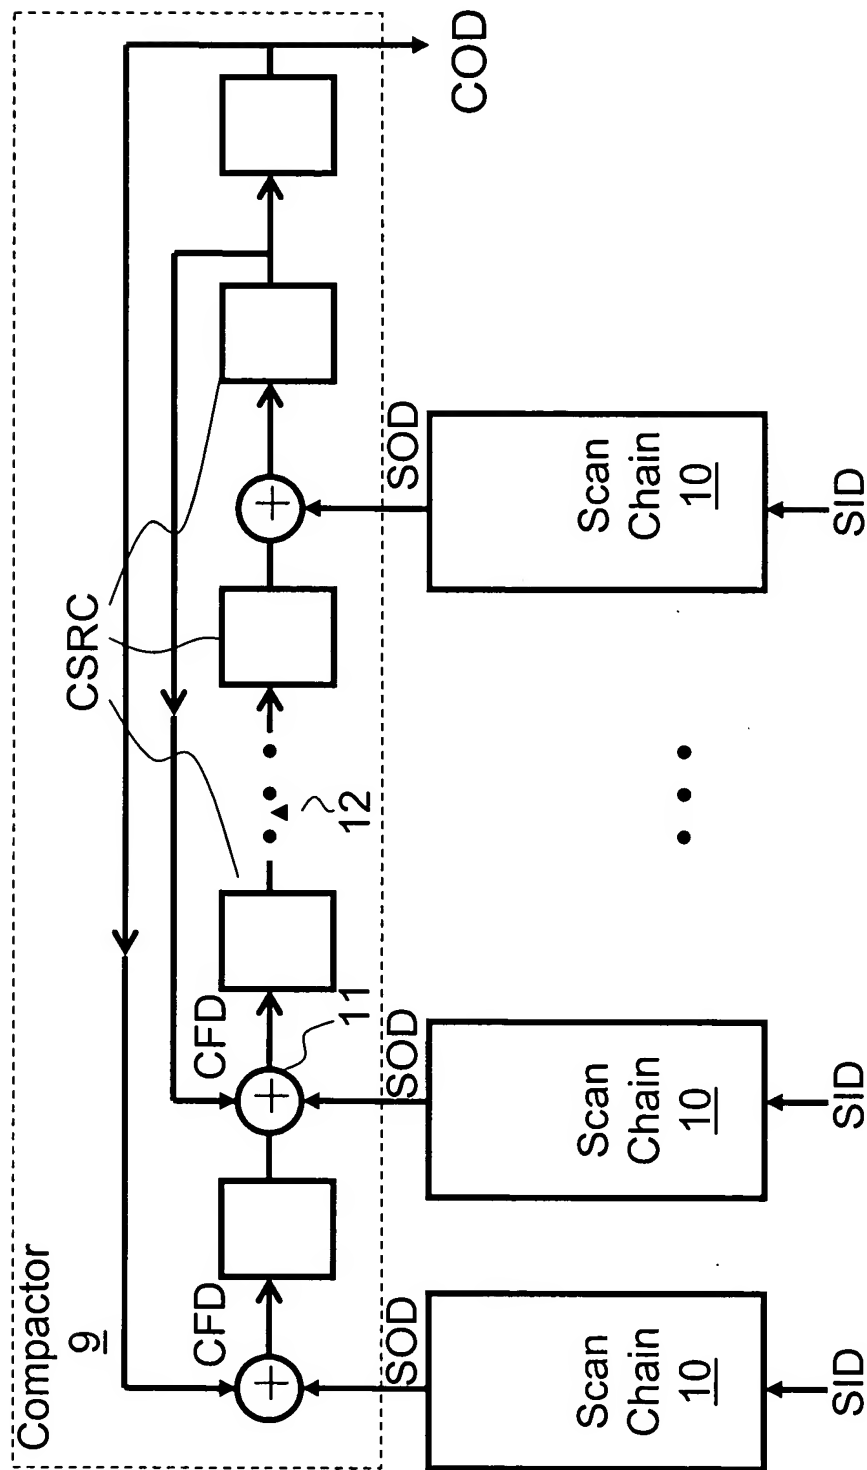 Compactor
9
CSRC
CFD
CFD
11
12
COD
SOD
SOD
SOD
Scan
Chain
10
Scan
Chain
10
Scan
Chain
10
SID
SID
SID